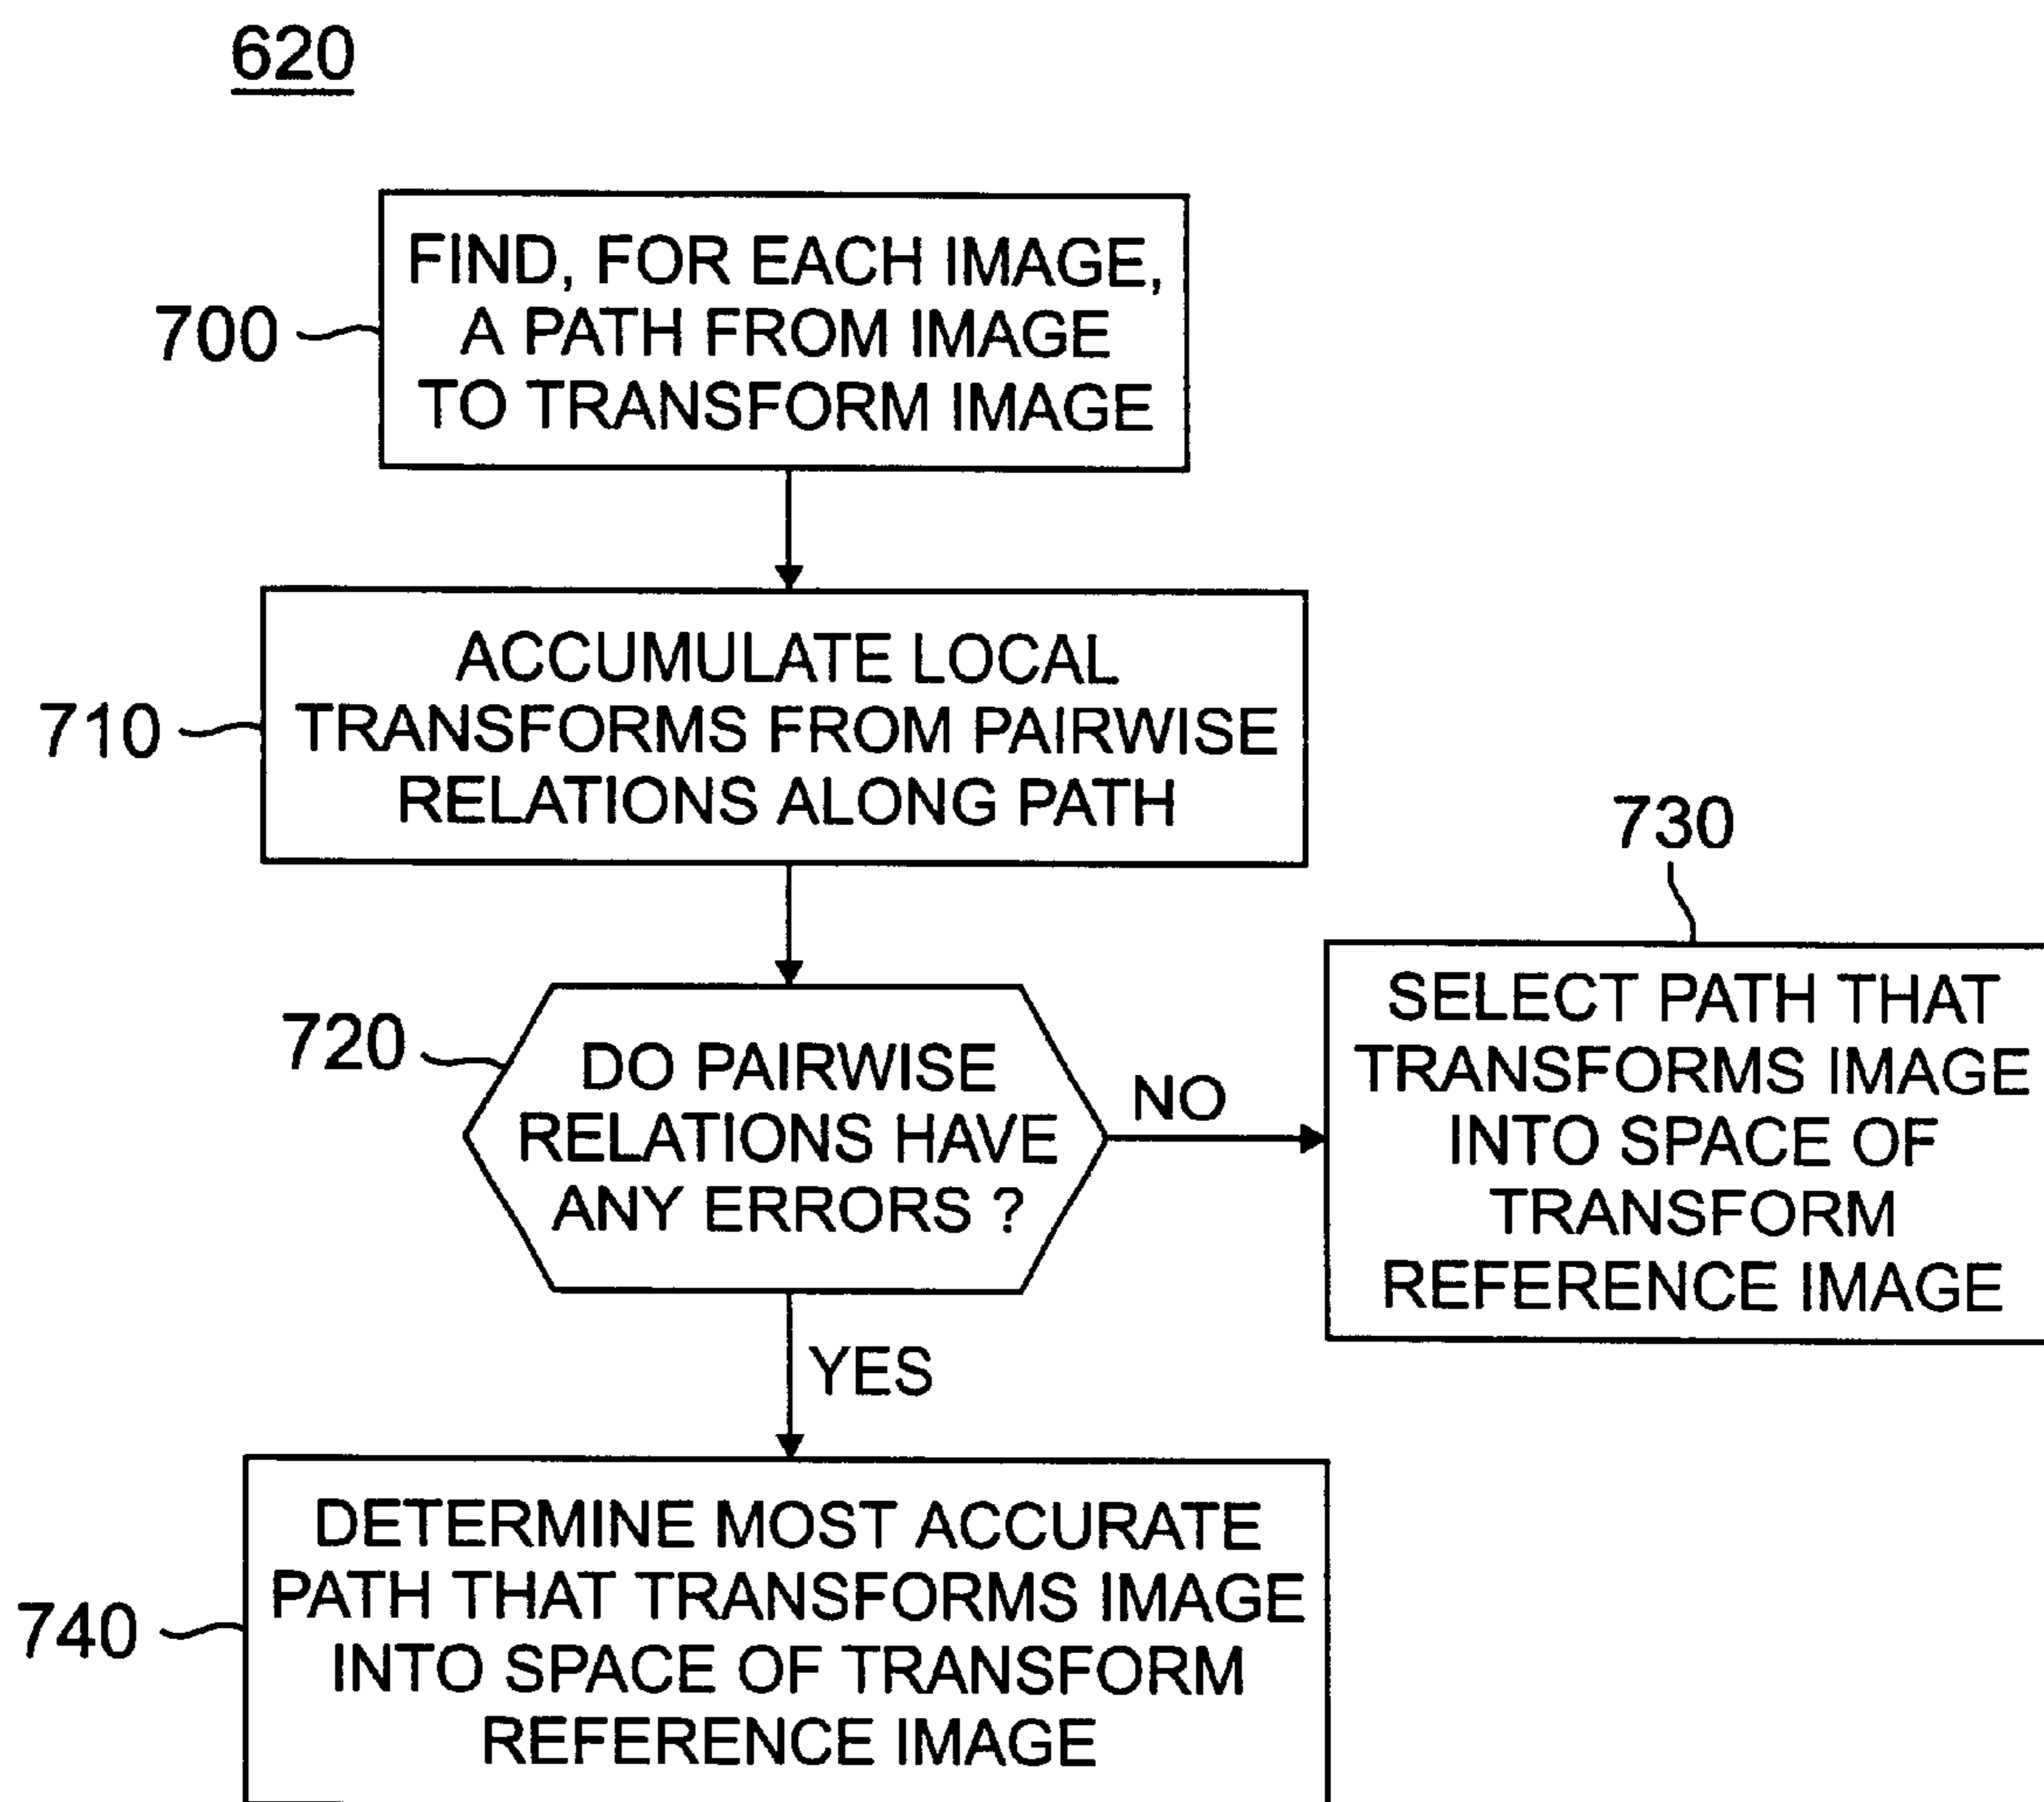 620
FIND, FOR EACH IMAGE,
A PATH FROM IMAGE
TO TRANSFORM IMAGE
700
ACCUMULATE LOCAL
TRANSFORMS FROM PAIRWISE
RELATIONS ALONG PATH
710
730
SELECT PATH THAT
TRANSFORMS IMAGE
INTO SPACE OF
TRANSFORM
REFERENCE IMAGE
720
DO PAIRWISE
RELATIONS HAVE
ANY ERRORS ?
NO
YES
DETERMINE MOST ACCURATE
PATH THAT TRANSFORMS IMAGE
INTO SPACE OF TRANSFORM
REFERENCE IMAGE
740